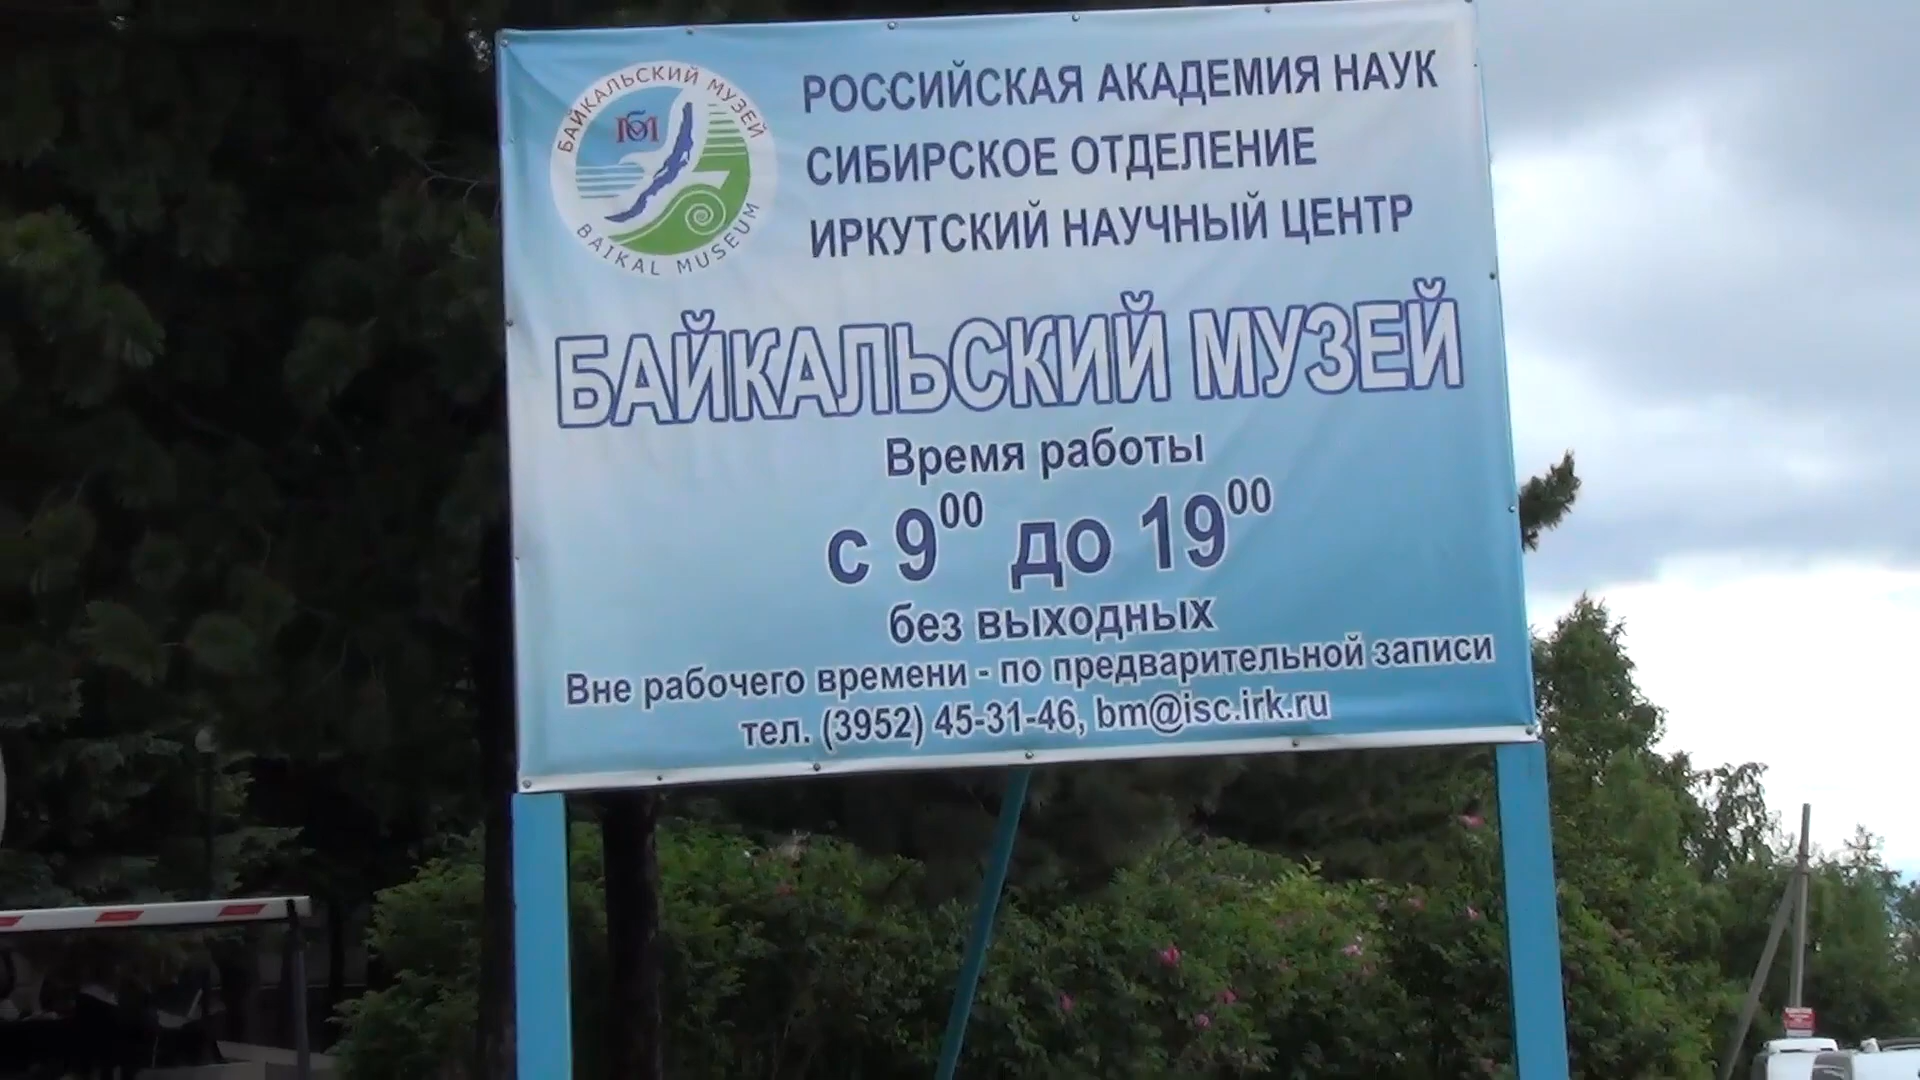 БАЙКАЛЬСКИЙ МУЗЕЙ
BAIKAL MUSEUM
РОССИЙСКАЯ АКАДЕМИЯ НАУК
СИБИРСКОЕ ОТДЕЛЕНИЕ
ИРКУТСКИЙ НАУЧНЫЙ ЦЕНТР
БАЙКАЛЬСКИЙ МУЗЕЙ
Время работы
с 9⁰⁰ до 19⁰⁰
без выходных
Вне рабочего времени - по предварительной записи
тел. (3952) 45-31-46, bm@isc.irk.ru